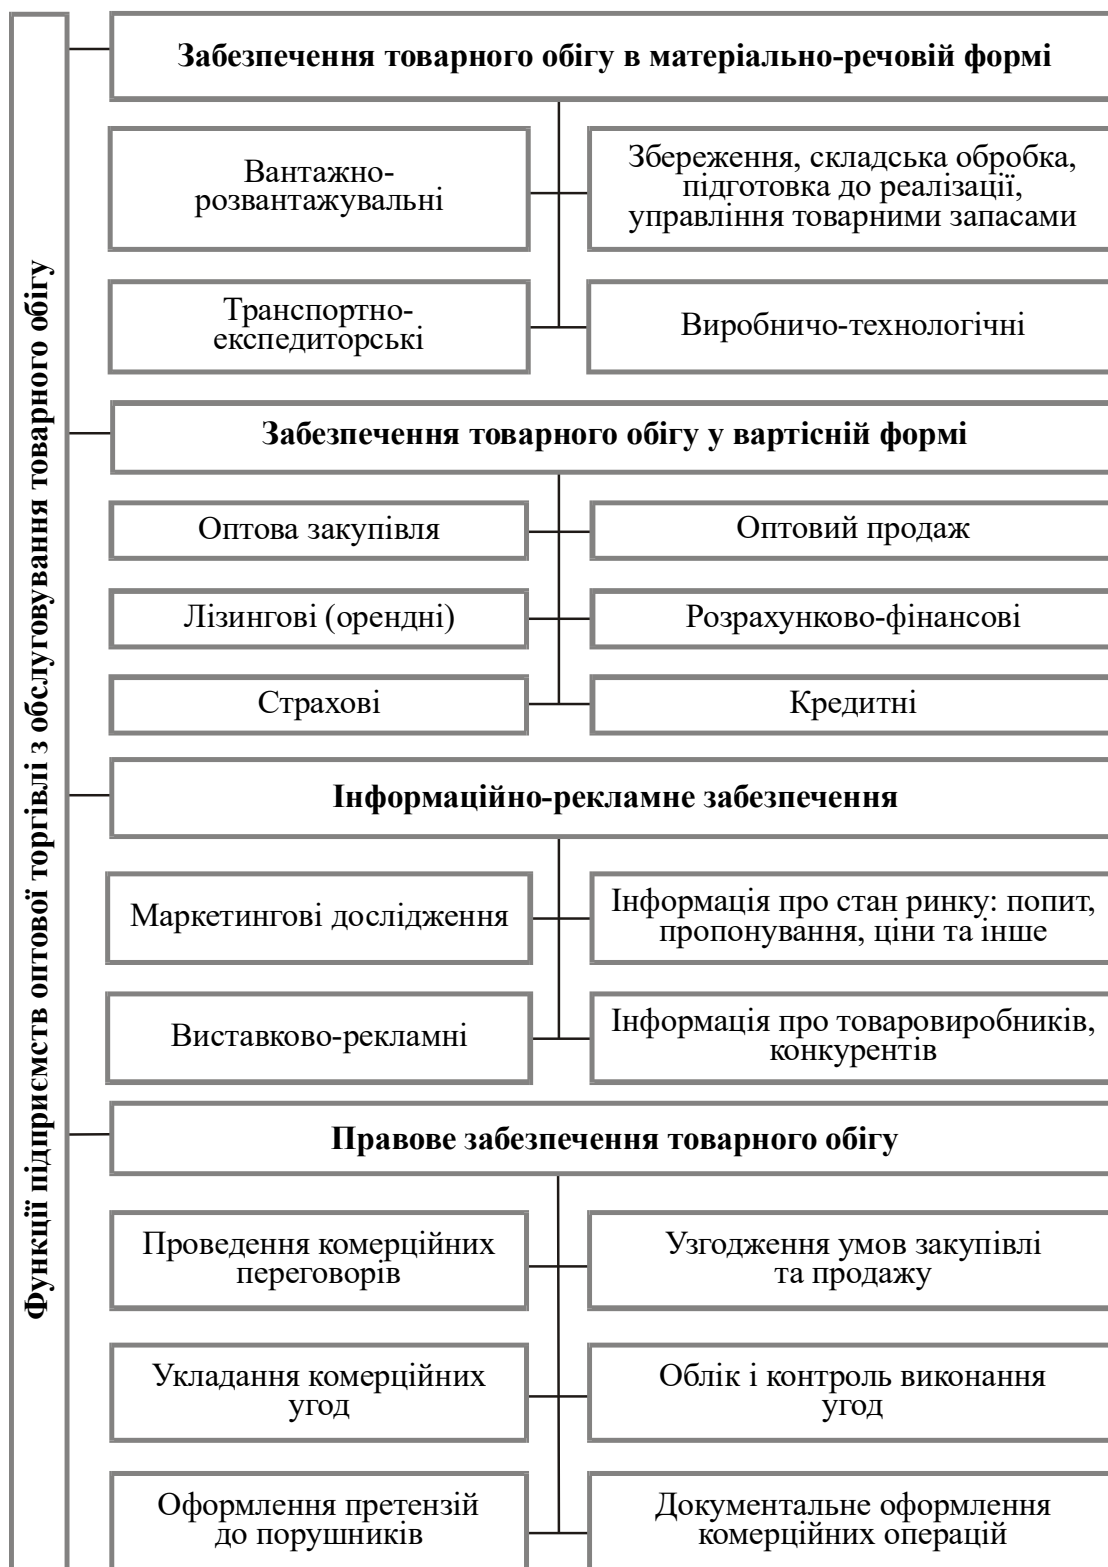 Функції підприємств оптової торгівлі з обслуговування товарного обігу
Забезпечення товарного обігу в матеріально-речовій формі
Вантажно-
розвантажувальні
Збереження, складська обробка,
підготовка до реалізації,
управління товарними запасами
Транспортно-
експедиторські
Виробничо-технологічні
Забезпечення товарного обігу у вартісній формі
Оптова закупівля
Оптовий продаж
Лізингові (орендні)
Розрахунково-фінансові
Страхові
Кредитні
Інформаційно-рекламне забезпечення
Маркетингові дослідження
Інформація про стан ринку: попит,
пропонування, ціни та інше
Виставково-рекламні
Інформація про товаровиробників,
конкурентів
Правове забезпечення товарного обігу
Проведення комерційних
переговорів
Узгодження умов закупівлі
та продажу
Укладання комерційних
угод
Облік і контроль виконання
угод
Оформлення претензій
до порушників
Документальне оформлення
комерційних операцій